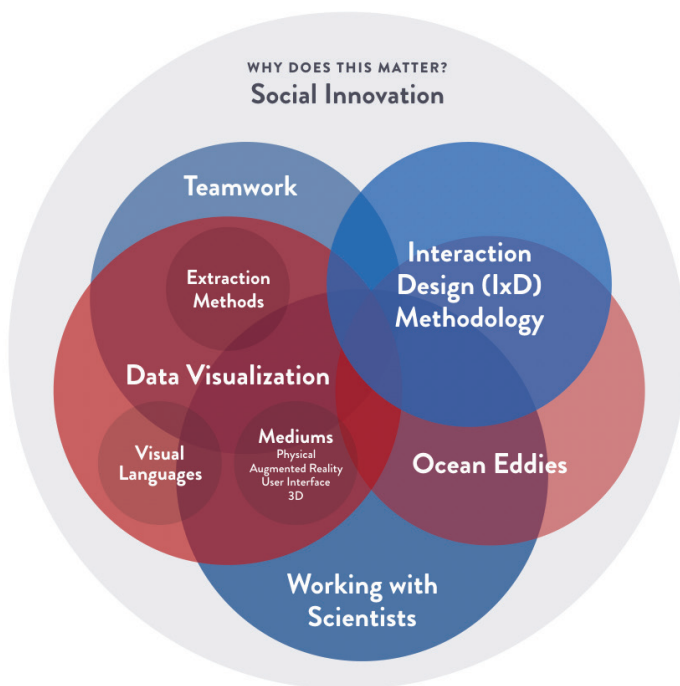 WHY DOES THIS MATTER?
Social Innovation
Teamwork
Interaction
Design (IxD)
Methodology
Extraction
Methods
Data Visualization
Visual
Languages
Mediums
Physical
Augmented Reality
User Interface
3D
Ocean Eddies
Working with
Scientists